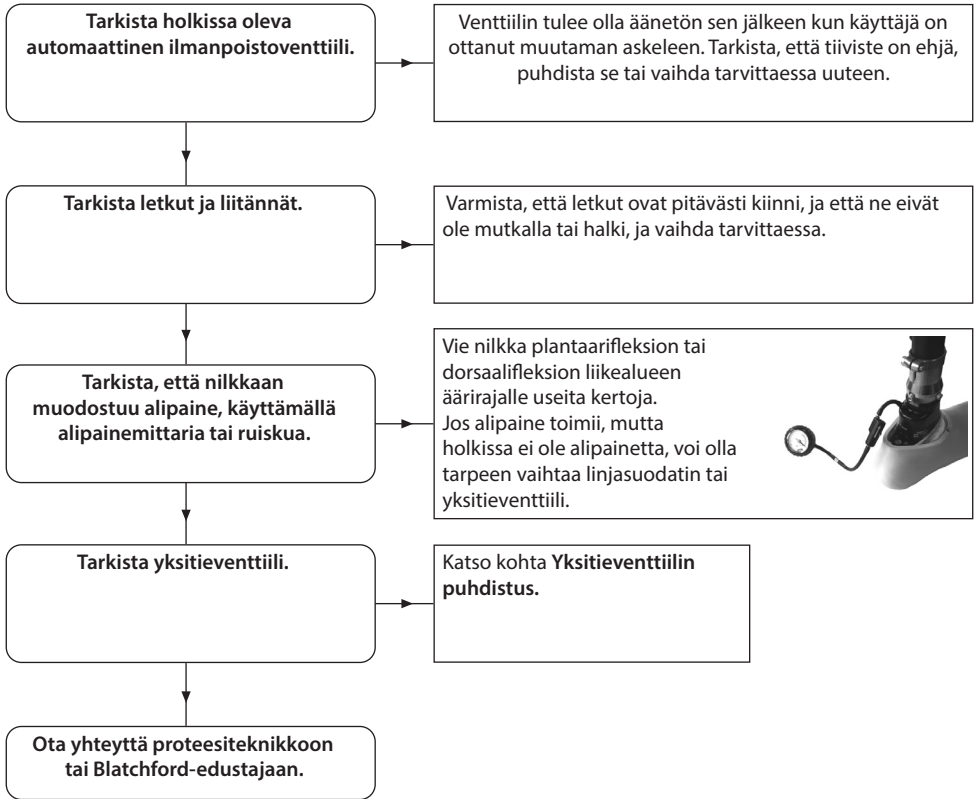 Tarkista holkissa oleva
automaattinen ilmanpoistoventtiili.
Venttiilin tulee olla äänetön sen jälkeen kun käyttäjä on
ottanut muutaman askeleen. Tarkista, että tiiviste on ehjä,
puhdista se tai vaihda tarvittaessa uuteen.
Tarkista letkut ja liitännät.
Varmista, että letkut ovat pitävästi kiinni, ja että ne eivät
ole mutkalla tai halki, ja vaihda tarvittaessa.
Tarkista, että nilkkaan
muodostuu alipaine, käyttämällä
alipainemittaria tai ruiskua.
Vie nilkka plantaarifleksion tai
dorsaalifleksion liikealueen
äärirajalle useita kertoja.
Jos alipaine toimii, mutta
holkissa ei ole alipainetta, voi olla
tarpeen vaihtaa linjasuodatin tai
yksitieventtiili.
Tarkista yksitieventtiili.
Katso kohta Yksitieventtiilin
puhdistus.
Ota yhteyttä proteesiteknikkoon
tai Blatchford-edustajaan.